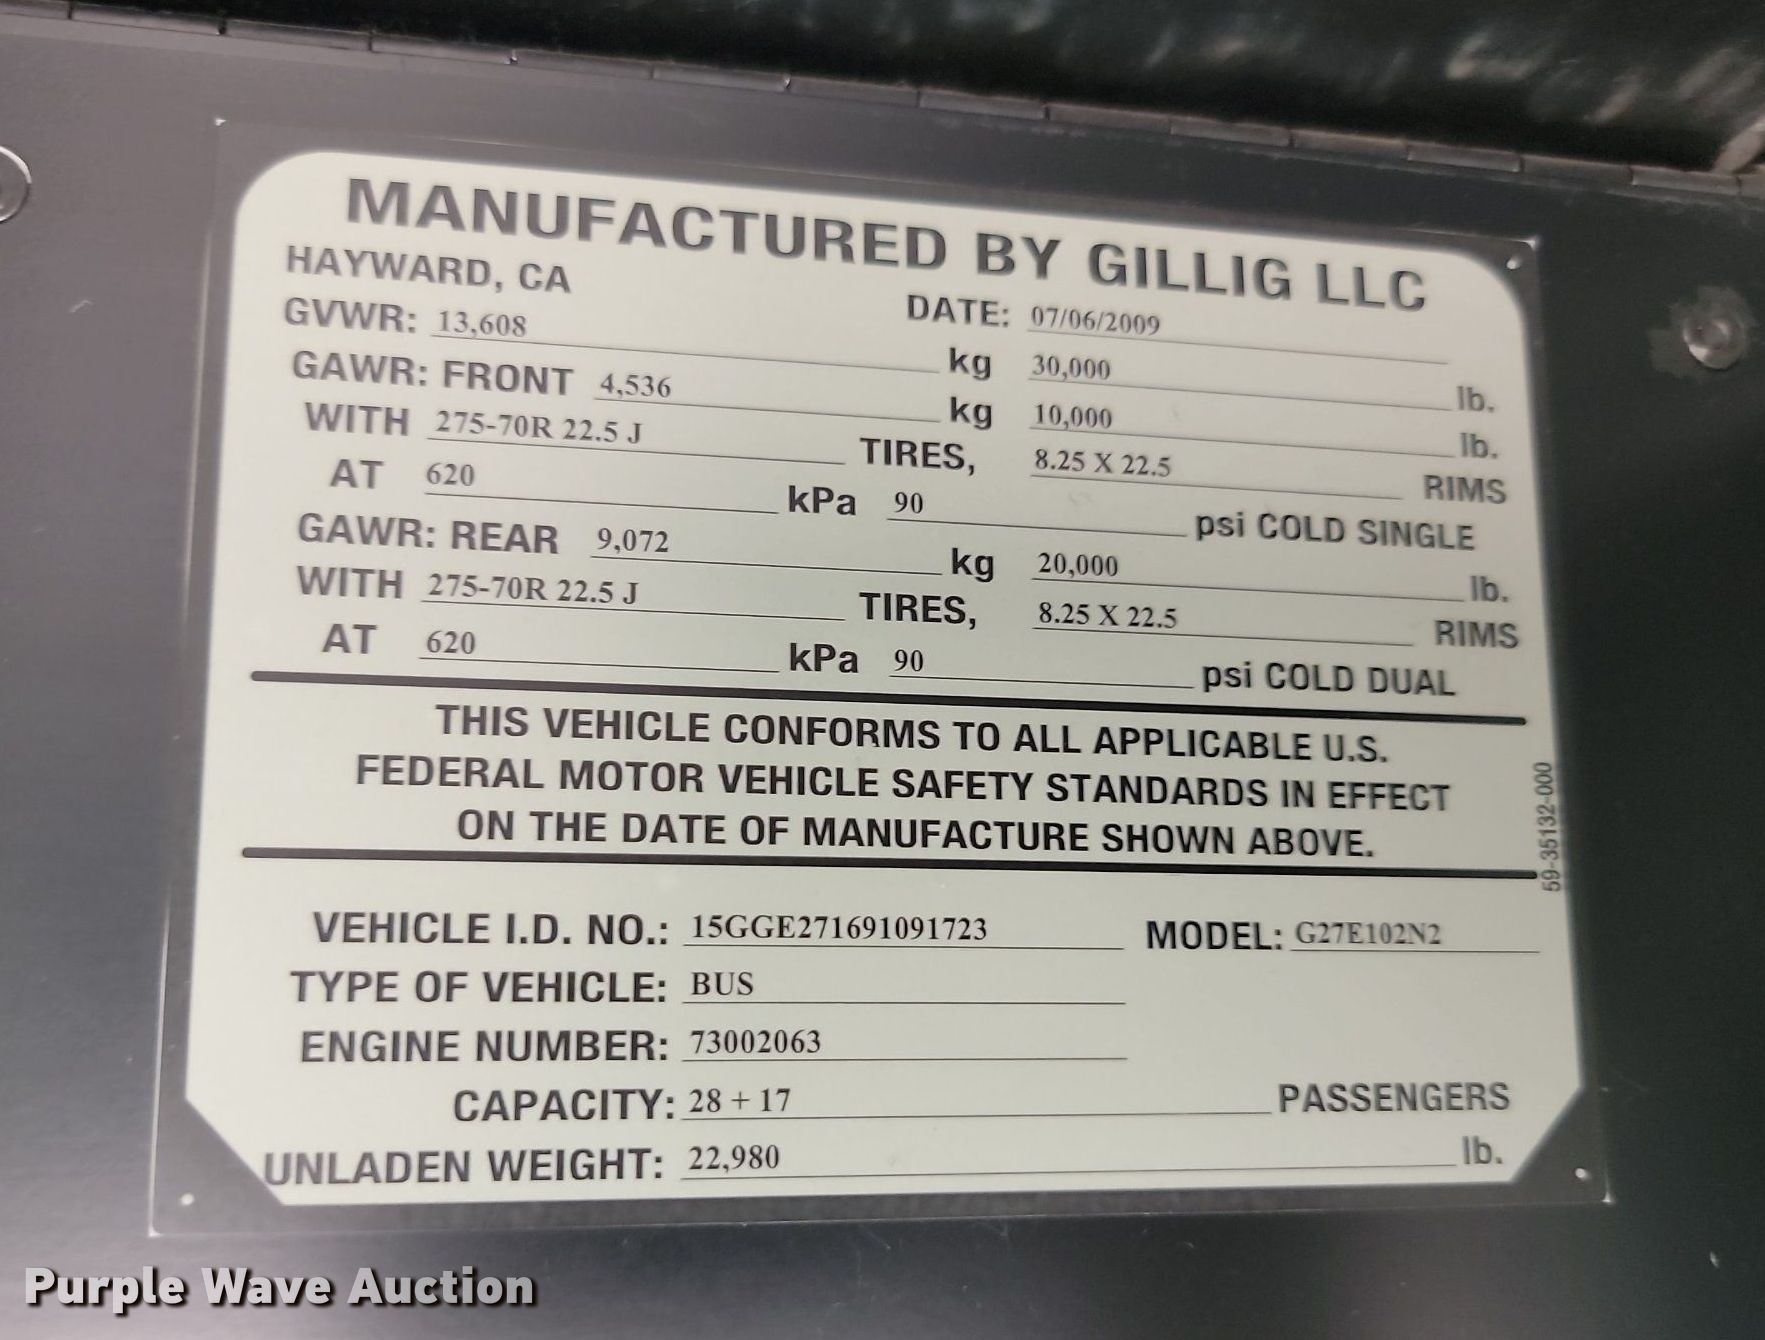 MANUFACTURED BY GILLIG LLC
HAYWARD, CA
DATE: 07/06/2009
GVWR: 13,608 kg 30,000 lb.
GAWR: FRONT 4,536 kg 10,000 lb.
WITH 275-70R 22.5 J TIRES, 8.25 X 22.5 RIMS
AT 620 kPa 90 psi COLD SINGLE
GAWR: REAR 9,072 kg 20,000 lb.
WITH 275-70R 22.5 J TIRES, 8.25 X 22.5 RIMS
AT 620 kPa 90 psi COLD DUAL
THIS VEHICLE CONFORMS TO ALL APPLICABLE U.S.
FEDERAL MOTOR VEHICLE SAFETY STANDARDS IN EFFECT
ON THE DATE OF MANUFACTURE SHOWN ABOVE.
59-35132-000
VEHICLE I.D. NO.: 15GGE271691091723 MODEL: G27E102N2
TYPE OF VEHICLE: BUS
ENGINE NUMBER: 73002063
CAPACITY: 28 + 17 PASSENGERS
UNLADEN WEIGHT: 22,980 lb.
Purple Wave Auction